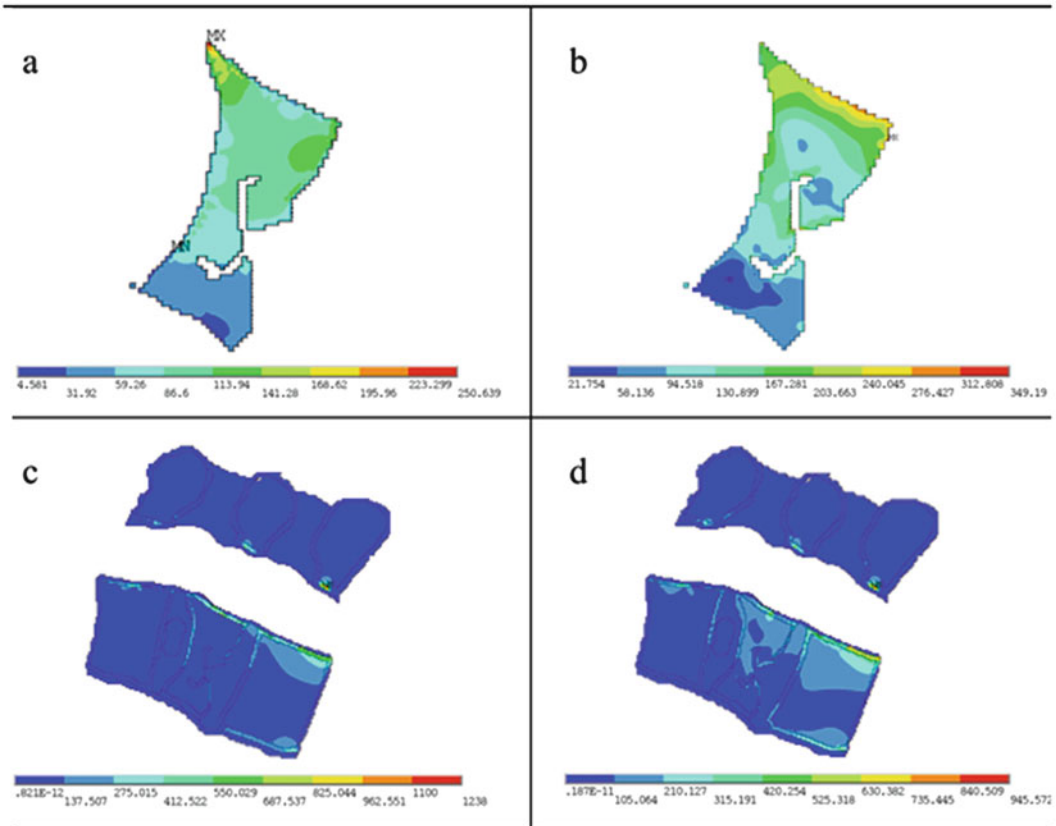 a
MX
MN
4.581 59.26 113.94 168.62 223.299
31.92 86.6 141.28 195.96 250.639
b
MX
21.754 94.518 167.281 240.045 312.808
58.136 130.899 203.663 276.427 349.19
c
.821E-12 275.015 550.029 825.044 1100
137.507 412.522 687.537 962.551 1238
d
.187E-11 210.127 420.254 630.382 840.509
105.064 315.191 525.318 735.445 945.572